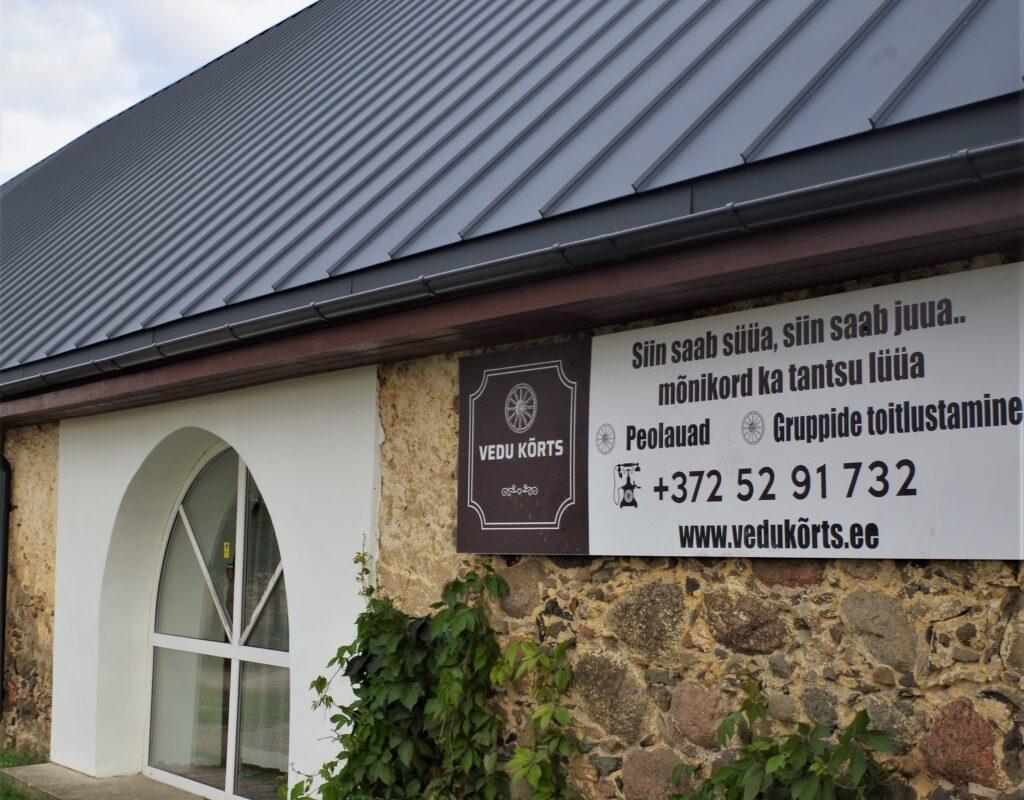 VEDU KÕRTS
Siin saab süüa, siin saab juua..
mõnikord ka tantsu lüüa
Peolauad Gruppide toitlustamine
+372 52 91 732
www.vedukõrts.ee